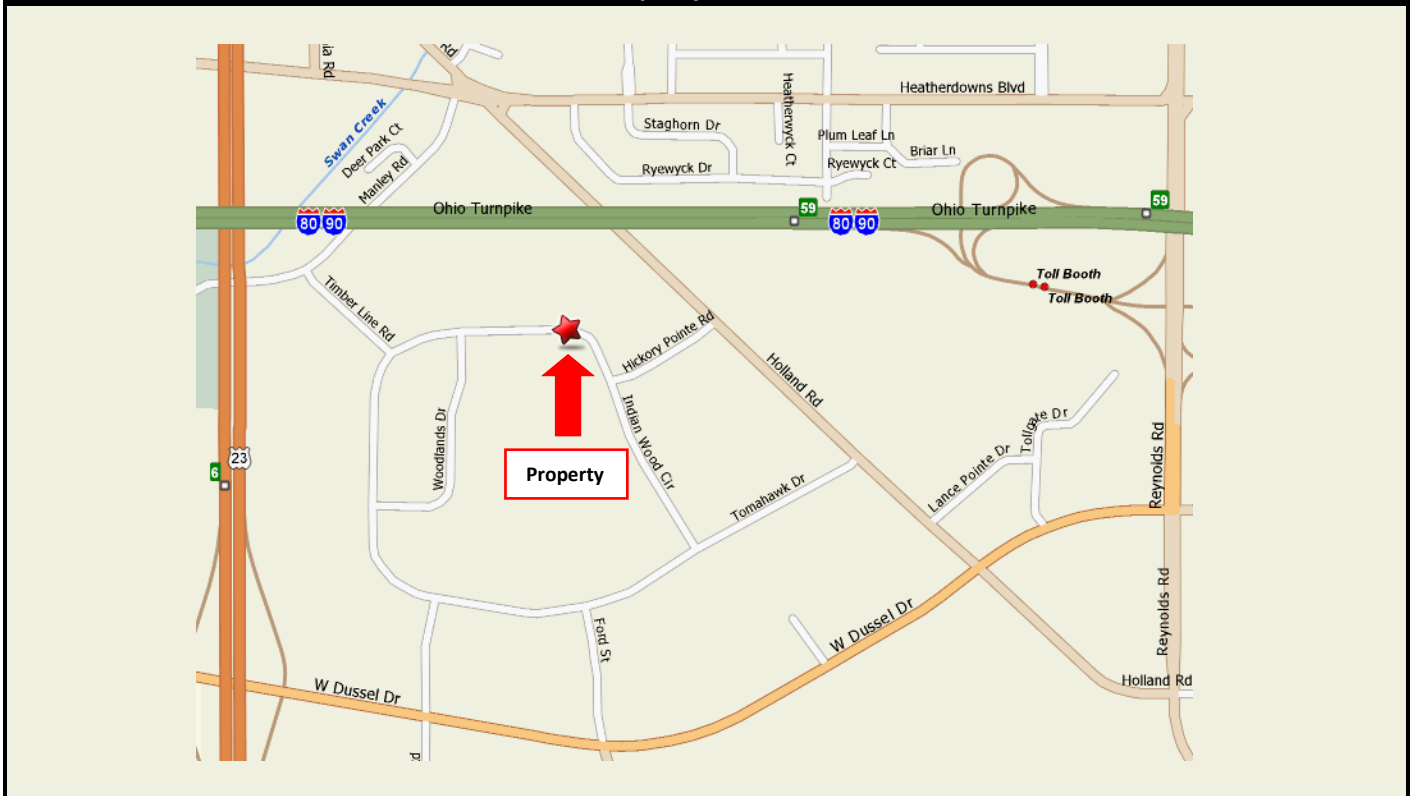 Rd
ia Rd
Heatherdowns Blvd
Heatherwyck Ct
Swan Creek
Staghorn Dr
Plum Leaf Ln
Deer Park Ct
Briar Ln
Manley Rd
Ryewyck Dr
Ryewyck Ct
Ohio Turnpike
59
Ohio Turnpike
59
80 90
80 90
Toll Booth
Toll Booth
Timber Line Rd
Hickory Pointe Rd
Holland Rd
Indian Wood Cir
Woodlands Dr
Tollgate Dr
Reynolds Rd
6
23
Property
Lance Pointe Dr
Tomahawk Dr
Reynolds Rd
W Dussel Dr
Ford St
Holland Rd
W Dussel Dr